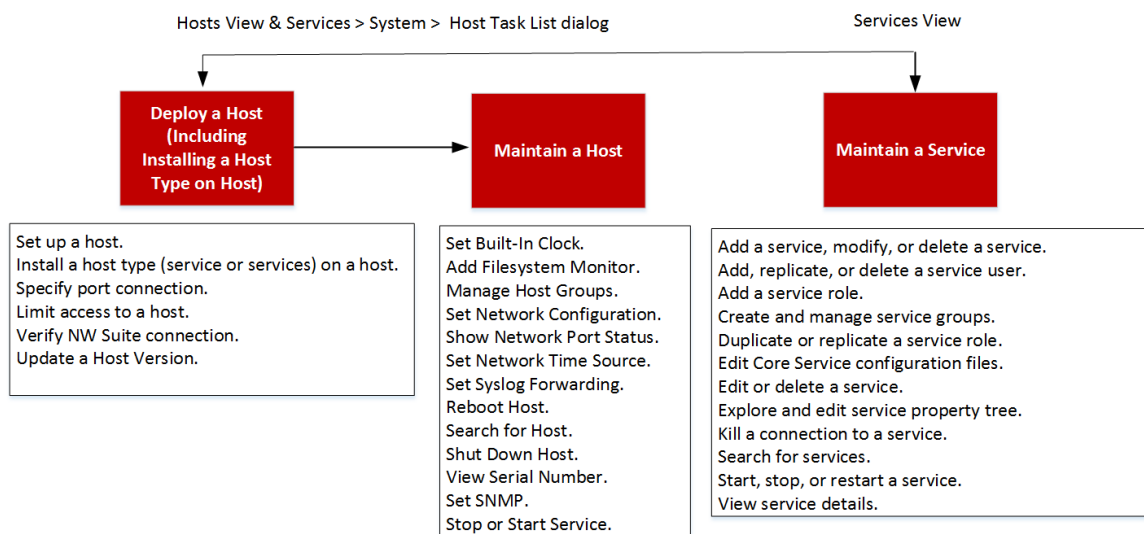 Hosts View & Services > System > Host Task List dialog
Services View
Deploy a Host
(Including
Installing a Host
Type on Host)
Maintain a Host
Maintain a Service
Set up a host.
Install a host type (service or services) on a host.
Specify port connection.
Limit access to a host.
Verify NW Suite connection.
Update a Host Version.
Set Built-In Clock.
Add Filesystem Monitor.
Manage Host Groups.
Set Network Configuration.
Show Network Port Status.
Set Network Time Source.
Set Syslog Forwarding.
Reboot Host.
Search for Host.
Shut Down Host.
View Serial Number.
Set SNMP.
Stop or Start Service.
Add a service, modify, or delete a service.
Add, replicate, or delete a service user.
Add a service role.
Create and manage service groups.
Duplicate or replicate a service role.
Edit Core Service configuration files.
Edit or delete a service.
Explore and edit service property tree.
Kill a connection to a service.
Search for services.
Start, stop, or restart a service.
View service details.